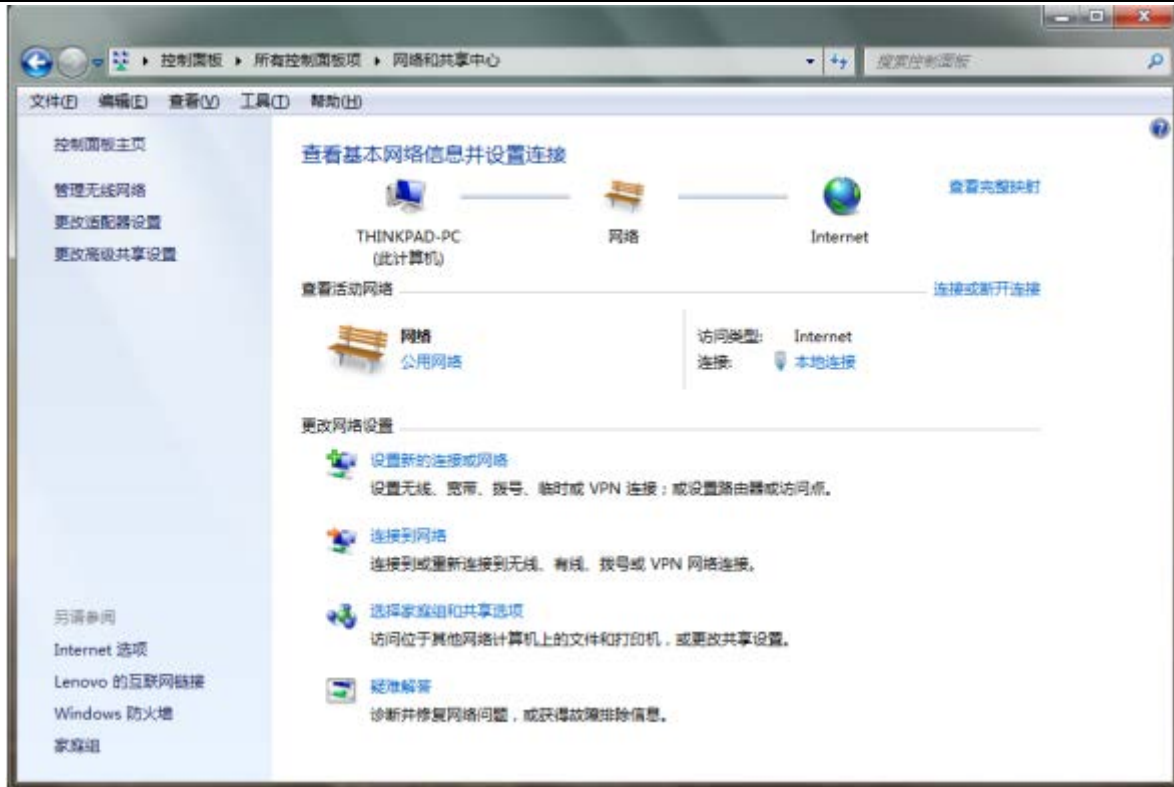 控制面板 所有控制面板项 网络和共享中心 搜索控制面板
文件(F) 编辑(E) 查看(V) 工具(T) 帮助(H)
控制面板主页
管理无线网络
更改适配器设置
更改高级共享设置
查看基本网络信息并设置连接
查看完整映射
THINKPAD-PC 网络 Internet
(此计算机)
查看活动网络 连接或断开连接
网络 访问类型: Internet
公用网络 连接: 本地连接
更改网络设置
设置新的连接或网络
设置无线、宽带、拨号、临时或 VPN 连接;或设置路由器或访问点。
连接到网络
连接到或重新连接到无线、有线、拨号或 VPN 网络连接。
选择家庭组和共享选项
访问位于其他网络计算机上的文件和打印机,或更改共享设置。
疑难解答
诊断并修复网络问题,或获得故障排除信息。
另请参阅
Internet 选项
Lenovo 的互联网链接
Windows 防火墙
家庭组